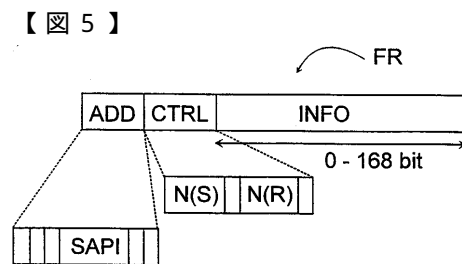 【図5】
FR
ADD CTRL INFO
0 - 168 bit
N(S) N(R)
SAPI